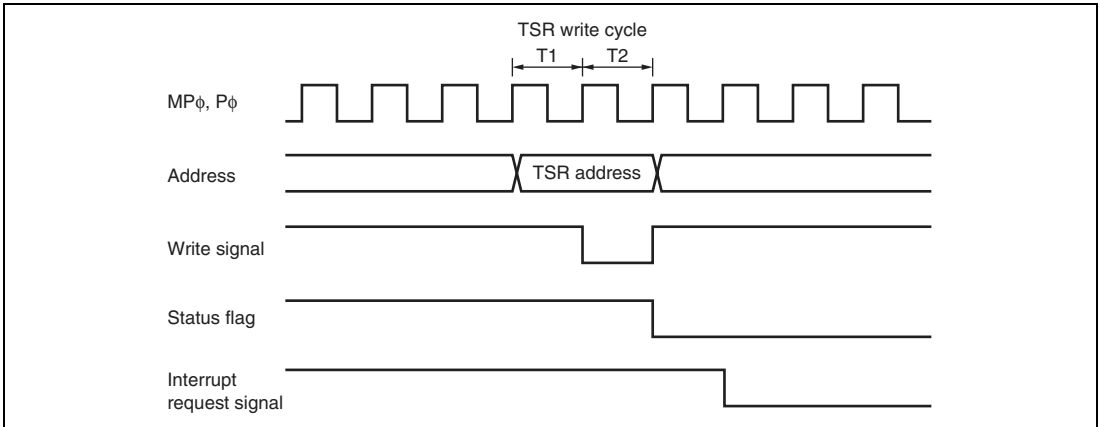 TSR write cycle
T1 T2
MPϕ, Pϕ
Address
TSR address
Write signal
Status flag
Interrupt
request signal